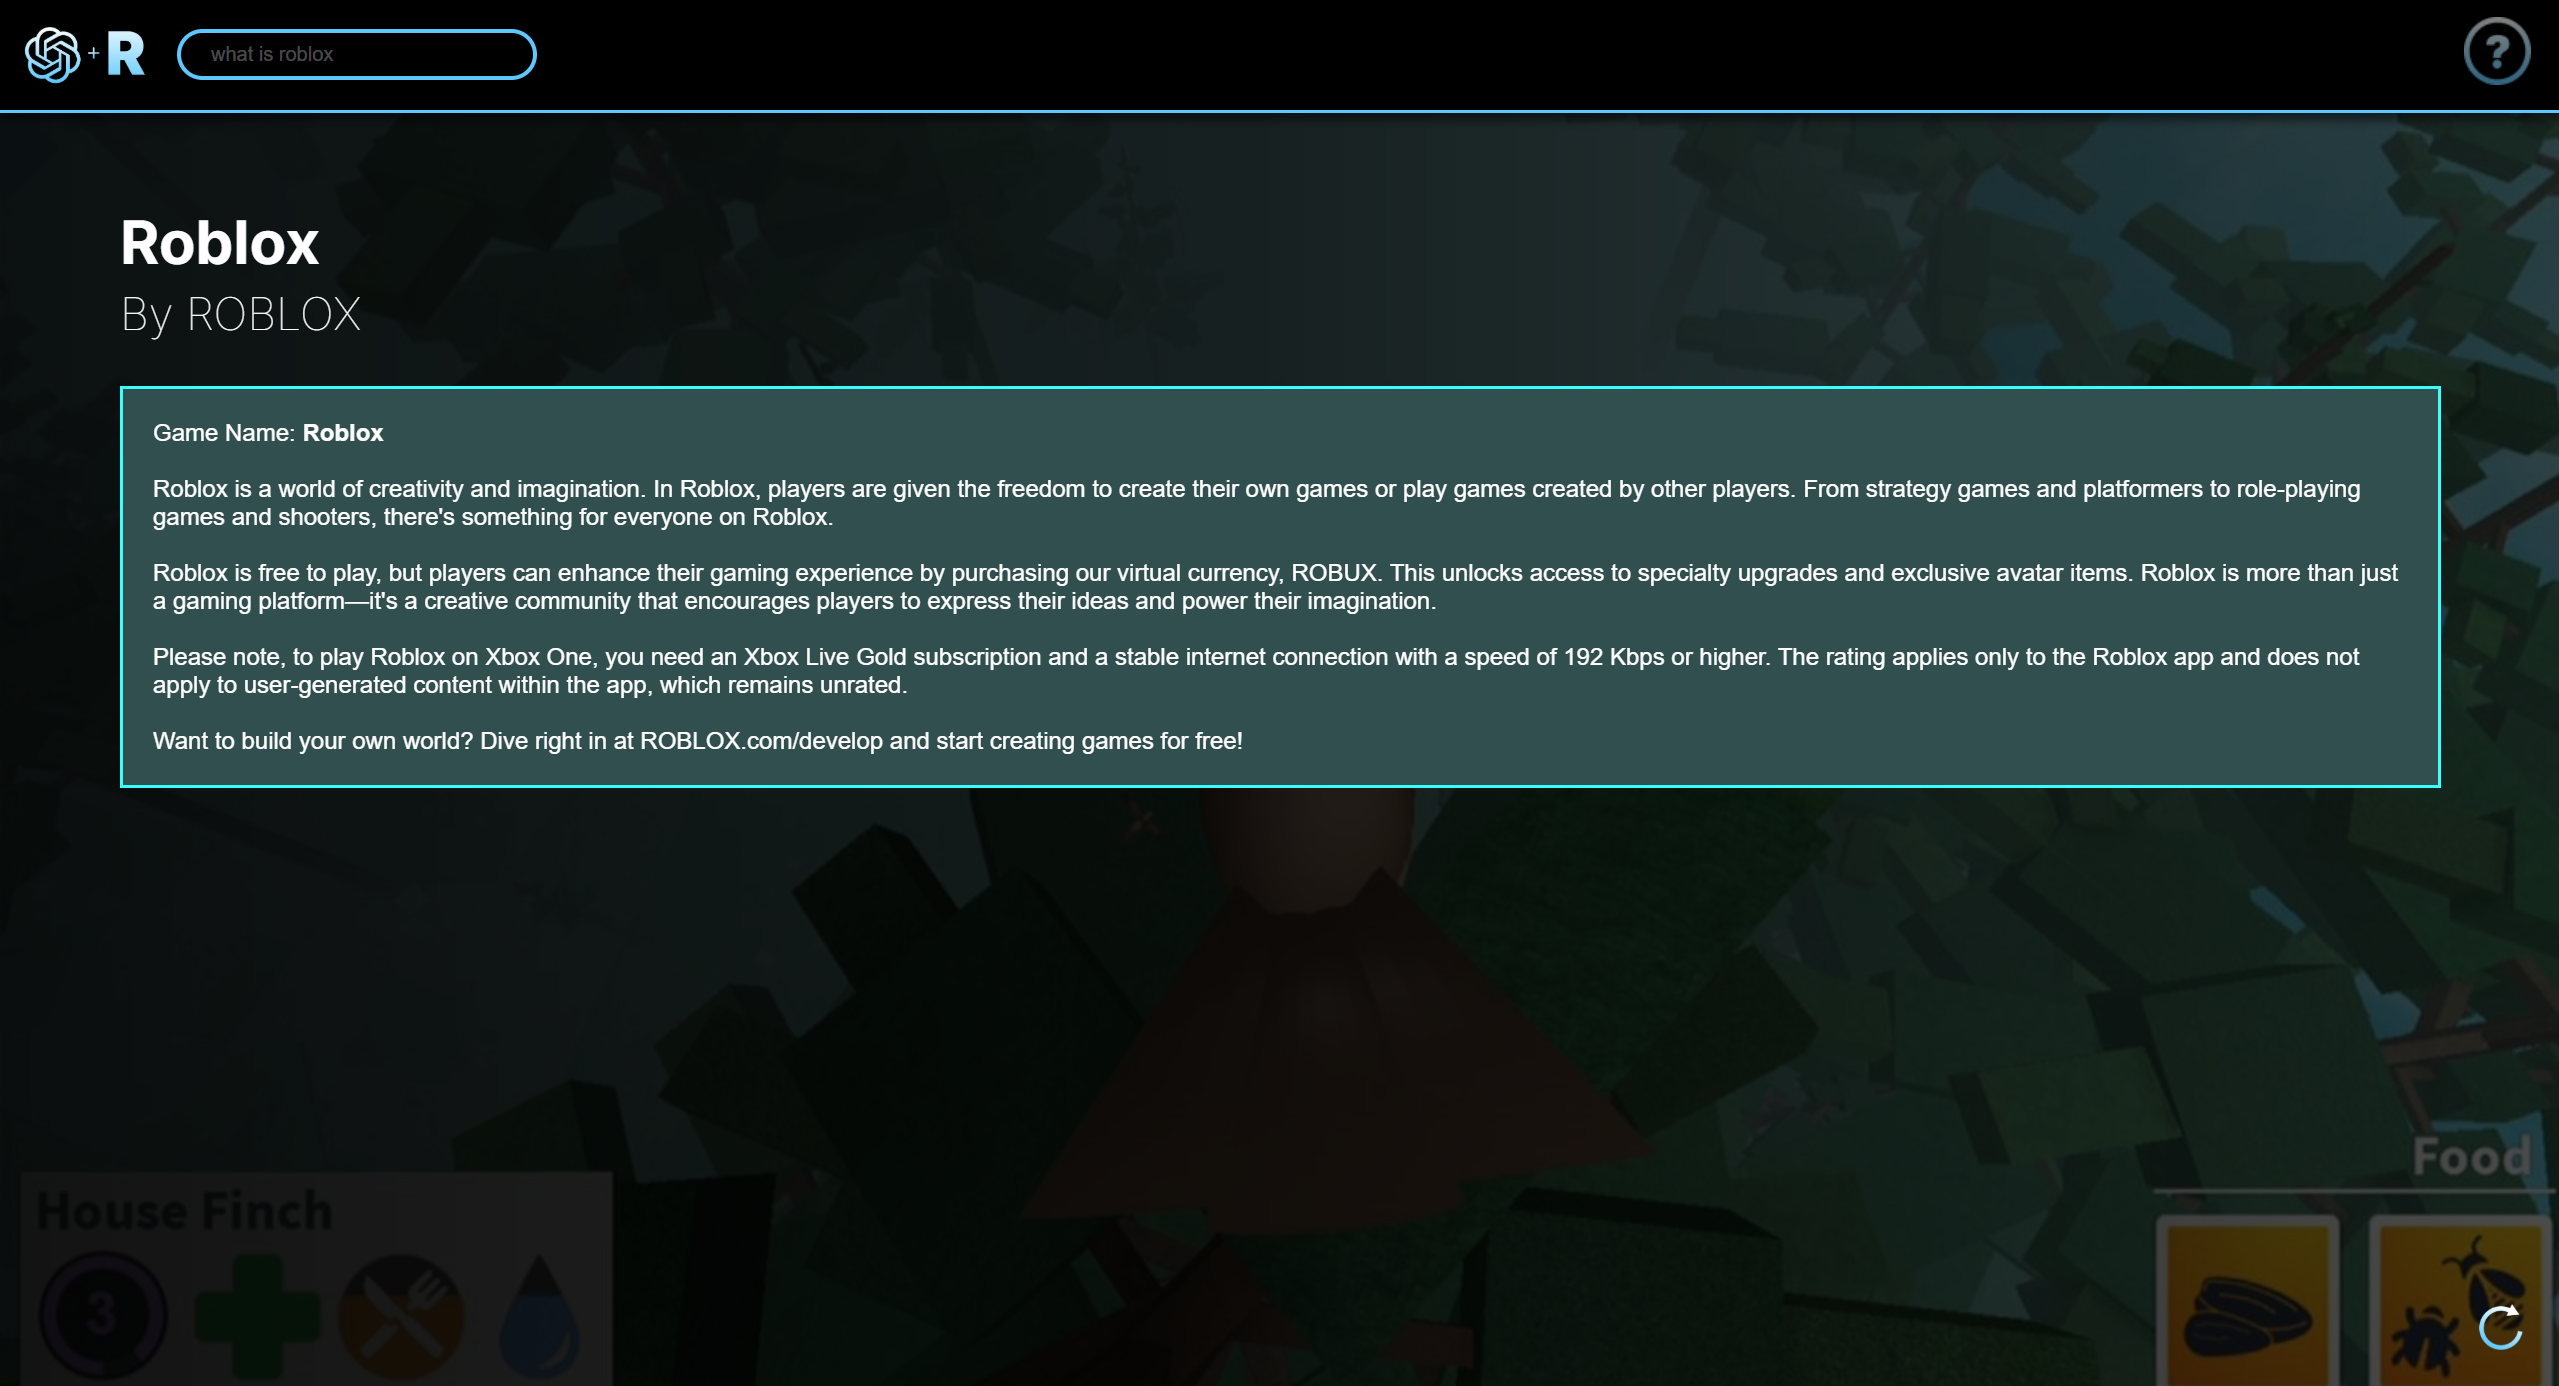 + R what is roblox ?
Roblox
By ROBLOX
Game Name: Roblox
Roblox is a world of creativity and imagination. In Roblox, players are given the freedom to create their own games or play games created by other players. From strategy games and platformers to role-playing
games and shooters, there's something for everyone on Roblox.
Roblox is free to play, but players can enhance their gaming experience by purchasing our virtual currency, ROBUX. This unlocks access to specialty upgrades and exclusive avatar items. Roblox is more than just
a gaming platform—it's a creative community that encourages players to express their ideas and power their imagination.
Please note, to play Roblox on Xbox One, you need an Xbox Live Gold subscription and a stable internet connection with a speed of 192 Kbps or higher. The rating applies only to the Roblox app and does not
apply to user-generated content within the app, which remains unrated.
Want to build your own world? Dive right in at ROBLOX.com/develop and start creating games for free!
Food
House Finch
3